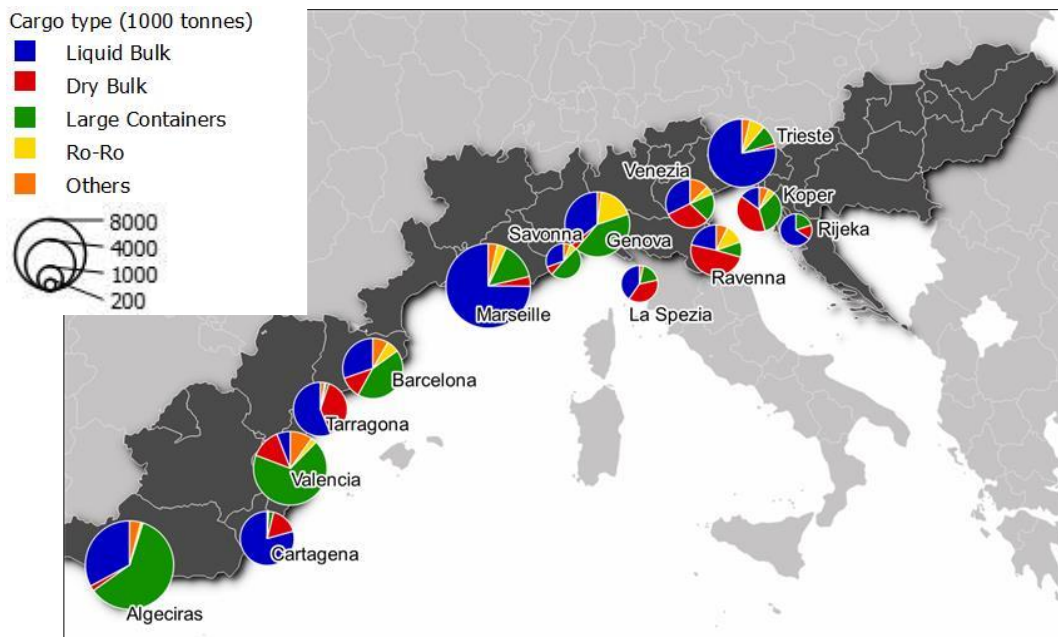 Cargo type (1000 tonnes)
Liquid Bulk
Dry Bulk
Large Containers
Ro-Ro
Others
8000
4000
1000
200
Trieste
Venezia
Koper
Savonna
Genova
Rijeka
Ravenna
Marseille
La Spezia
Barcelona
Tarragona
Valencia
Cartagena
Algeciras